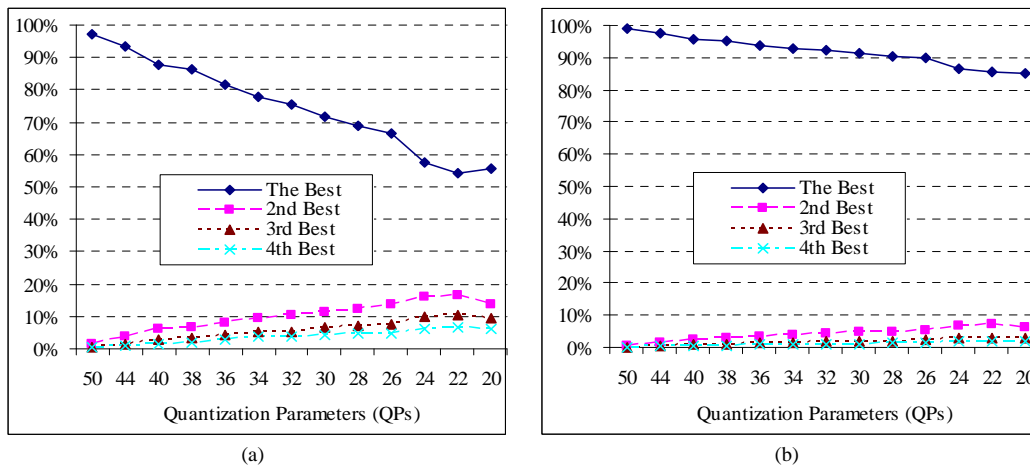 100%
90%
80%
70%
60%
50%
40%
30%
20%
10%
0%
The Best
2nd Best
3rd Best
4th Best
50 44 40 38 36 34 32 30 28 26 24 22 20
Quantization Parameters (QPs)
(a)
100%
90%
80%
70%
60%
50%
40%
30%
20%
10%
0%
The Best
2nd Best
3rd Best
4th Best
50 44 40 38 36 34 32 30 28 26 24 22 20
Quantization Parameters (QPs)
(b)